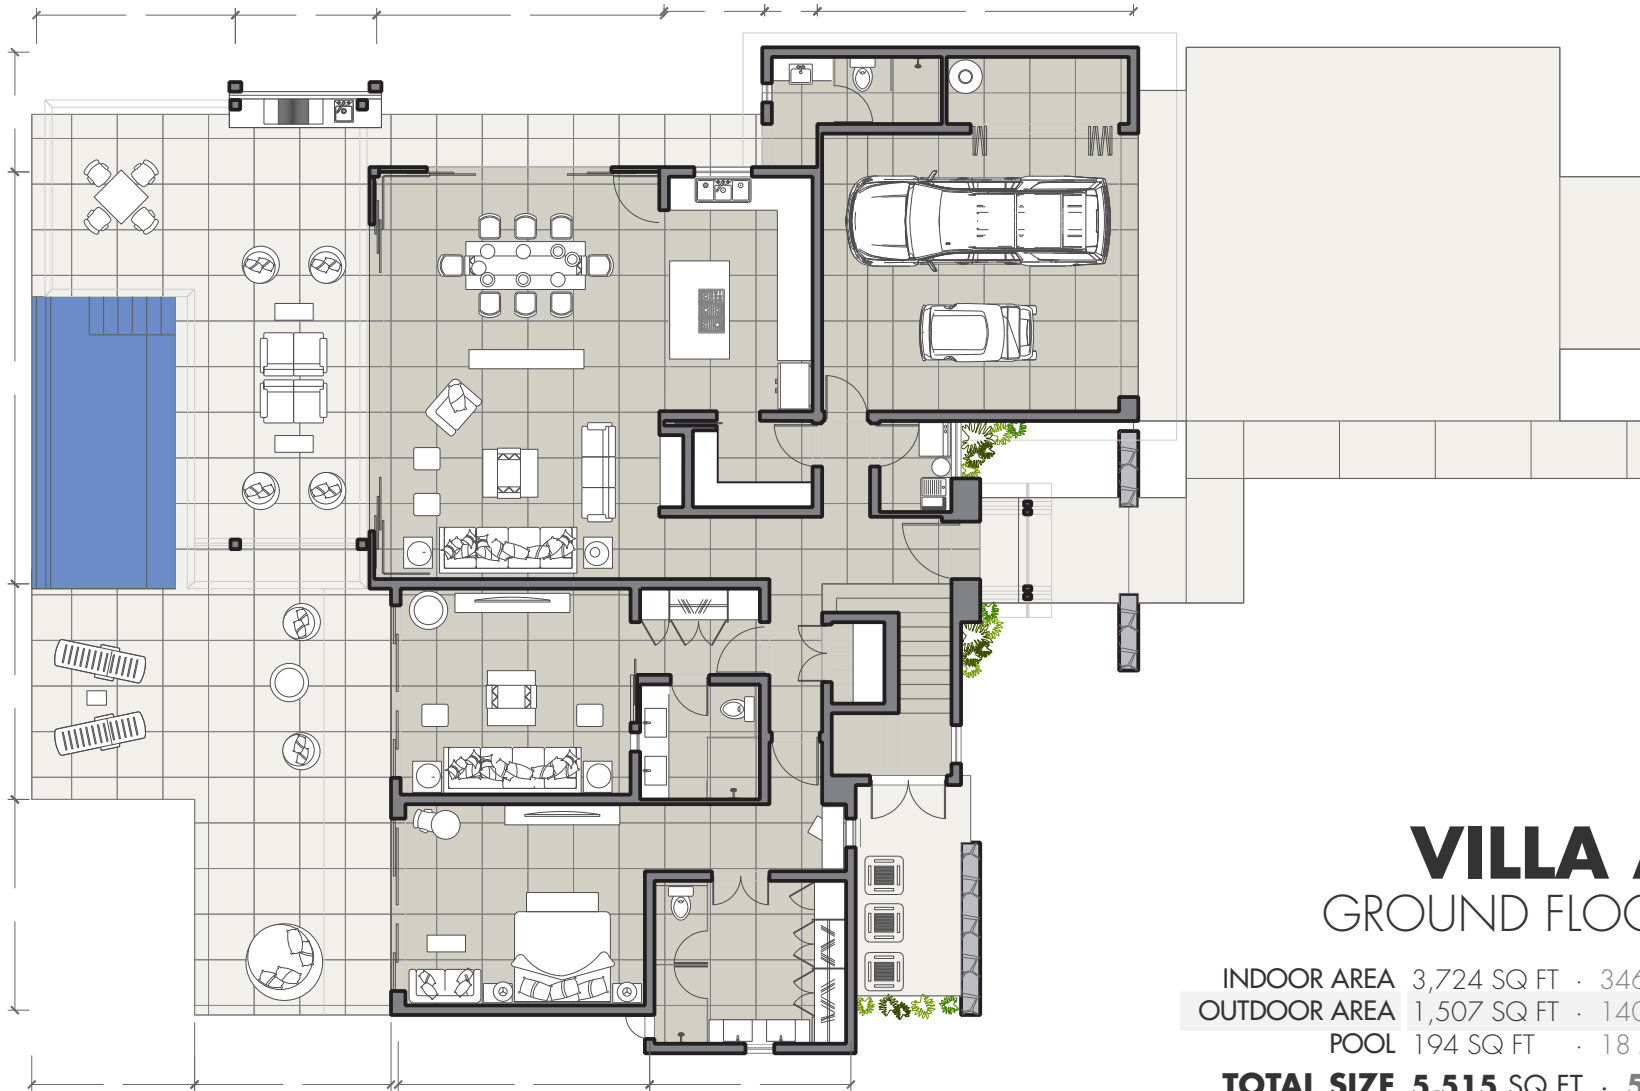 VILLA
GROUND
INDOOR AREA 3,724 SQ FT · 346
OUTDOOR AREA 1,507 SQ FT · 140
POOL 194 SQ FT · 18
TOTAL SIZE 5,515 SQ FT ·